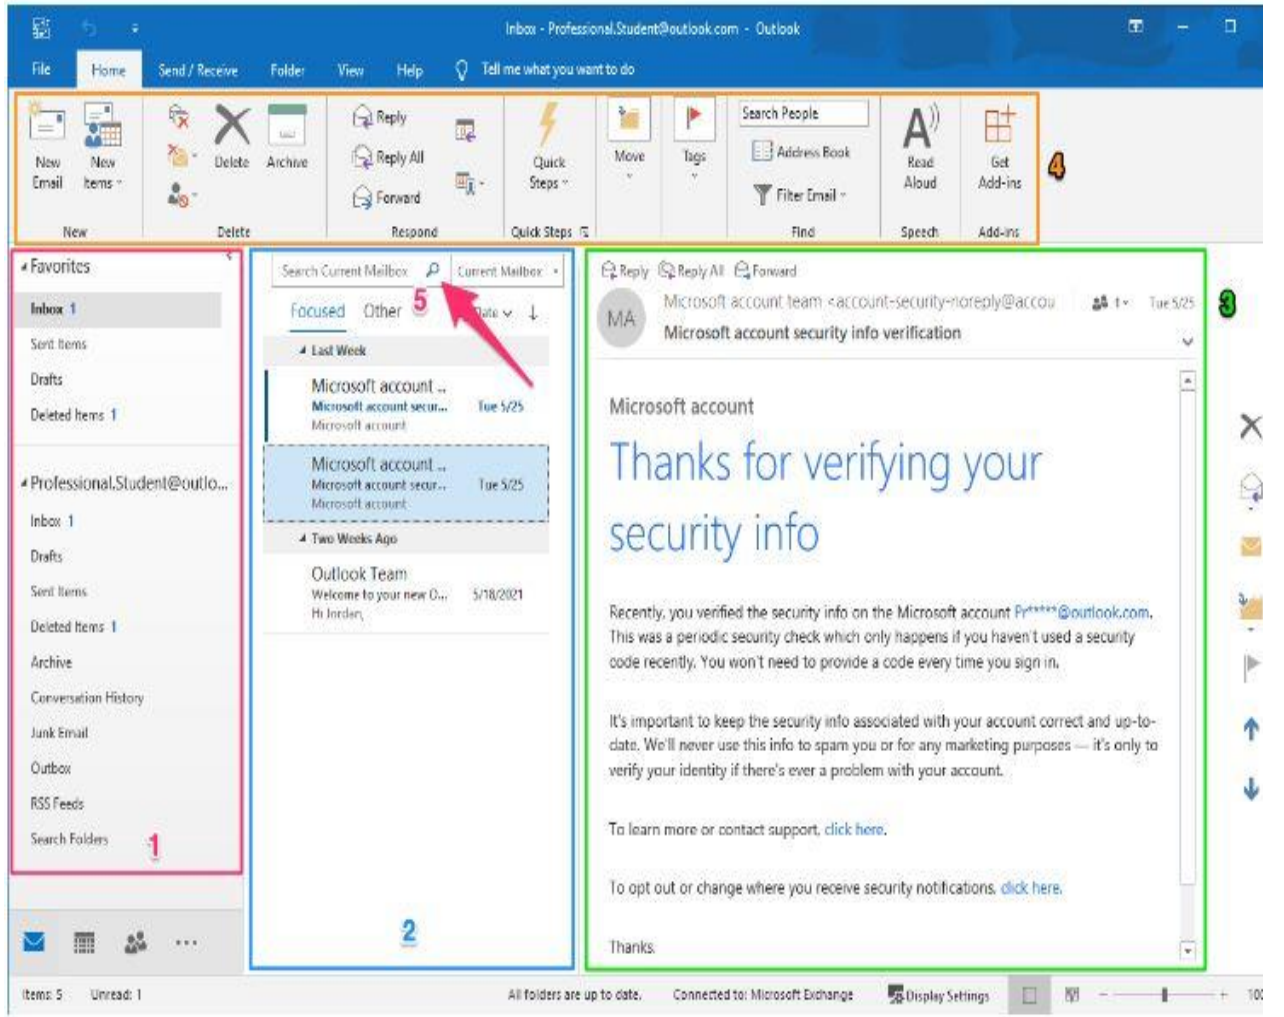 Inbox - Professional.Student@outlook.com - Outlook
File Home Send / Receive Folder View Help Tell me what you want to do
New Email
New Items
Delete
Archive
Reply
Reply All
Forward
Quick Steps
Move
Tags
Search People
Address Book
Filter Email
Read Aloud
Get Add-ins
4
New Delete Respond Quick Steps Find Speech Add-ins
Favorites
Inbox 1
Sent Items
Drafts
Deleted Items 1
Professional.Student@outlo...
Inbox 1
Drafts
Sent Items
Deleted Items 1
Archive
Conversation History
Junk Email
Outbox
RSS Feeds
Search Folders
1
Search Current Mailbox Current Mailbox
5
Focused Other Date ↓
Last Week
Microsoft account ...
Microsoft account secur... Tue 5/25
Microsoft account
Microsoft account ...
Microsoft account secur... Tue 5/25
Microsoft account
Two Weeks Ago
Outlook Team
Welcome to your new O... 5/18/2021
Hi Jordan,
2
Reply Reply All Forward
MA
Microsoft account team <account-security-noreply@accou 1 Tue 5/25
Microsoft account security info verification
3
Microsoft account
Thanks for verifying your
security info
Recently, you verified the security info on the Microsoft account Pr*****@outlook.com.
This was a periodic security check which only happens if you haven't used a security
code recently. You won't need to provide a code every time you sign in.
It's important to keep the security info associated with your account correct and up-to-
date. We'll never use this info to spam you or for any marketing purposes — it's only to
verify your identity if there's ever a problem with your account.
To learn more or contact support, click here.
To opt out or change where you receive security notifications, click here.
Thanks.
Items: 5 Unread: 1 All folders are up to date. Connected to: Microsoft Exchange Display Settings - + 100